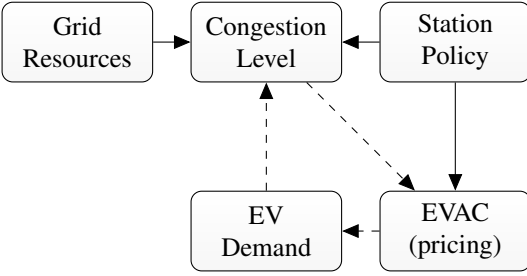 Grid
Resources
Congestion
Level
Station
Policy
EV
Demand
EVAC
(pricing)